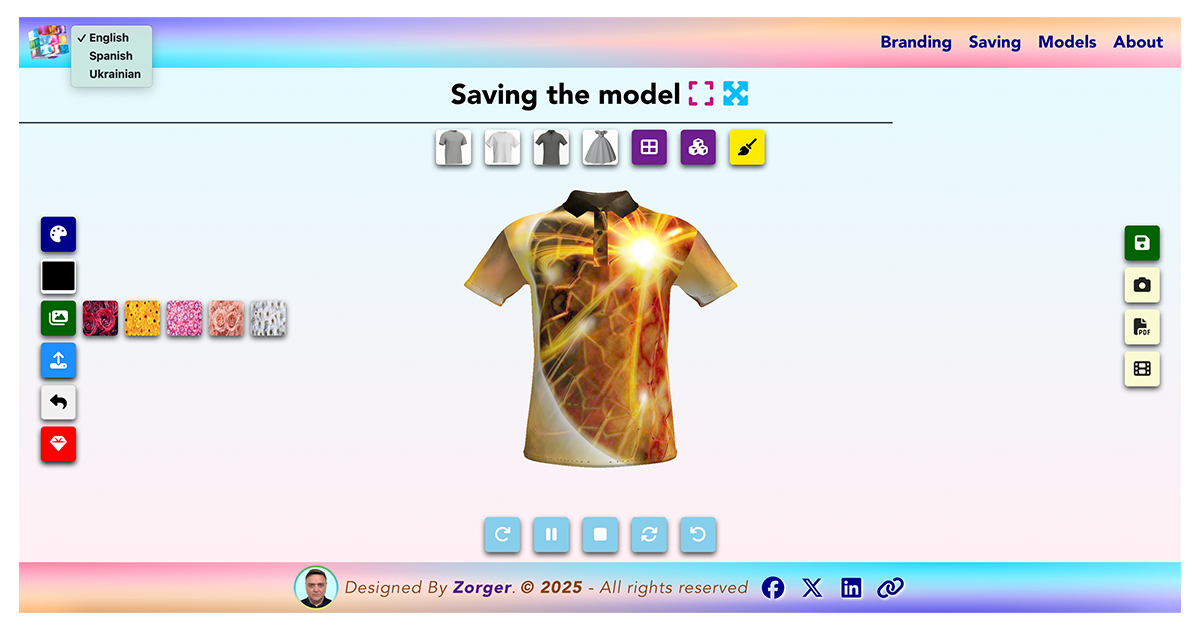 ✓ English
Spanish
Ukrainian
Branding Saving Models About
Saving the model
PDF
Designed By Zorger. © 2025 - All rights reserved